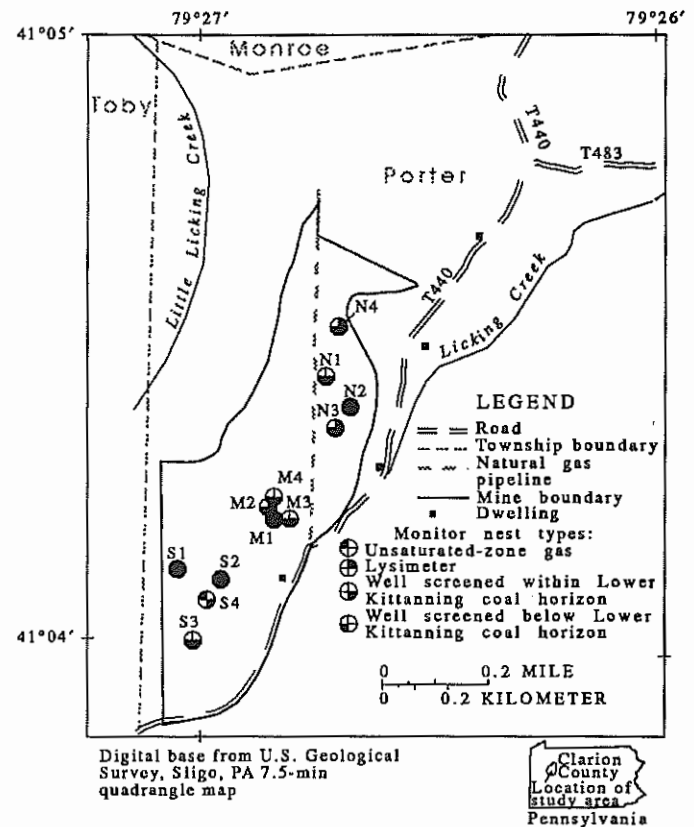 79°27'
79°26'
41°05'
Monroe
Toby
Little Licking Creek
Porter
T440
T483
T440
Licking Creek
N4
N1
N2
N3
M4
M2
M3
M1
S1
S2
S4
S3
41°04'
LEGEND
Road
Township boundary
Natural gas
pipeline
Mine boundary
Dwelling
Monitor nest types:
Unsaturated-zone gas
Lysimeter
Well screened within Lower
Kittanning coal horizon
Well screened below Lower
Kittanning coal horizon
0 0.2 MILE
0 0.2 KILOMETER
Digital base from U.S. Geological
Survey, Sligo, PA 7.5-min
quadrangle map
Clarion
County
Location of
study area
Pennsylvania